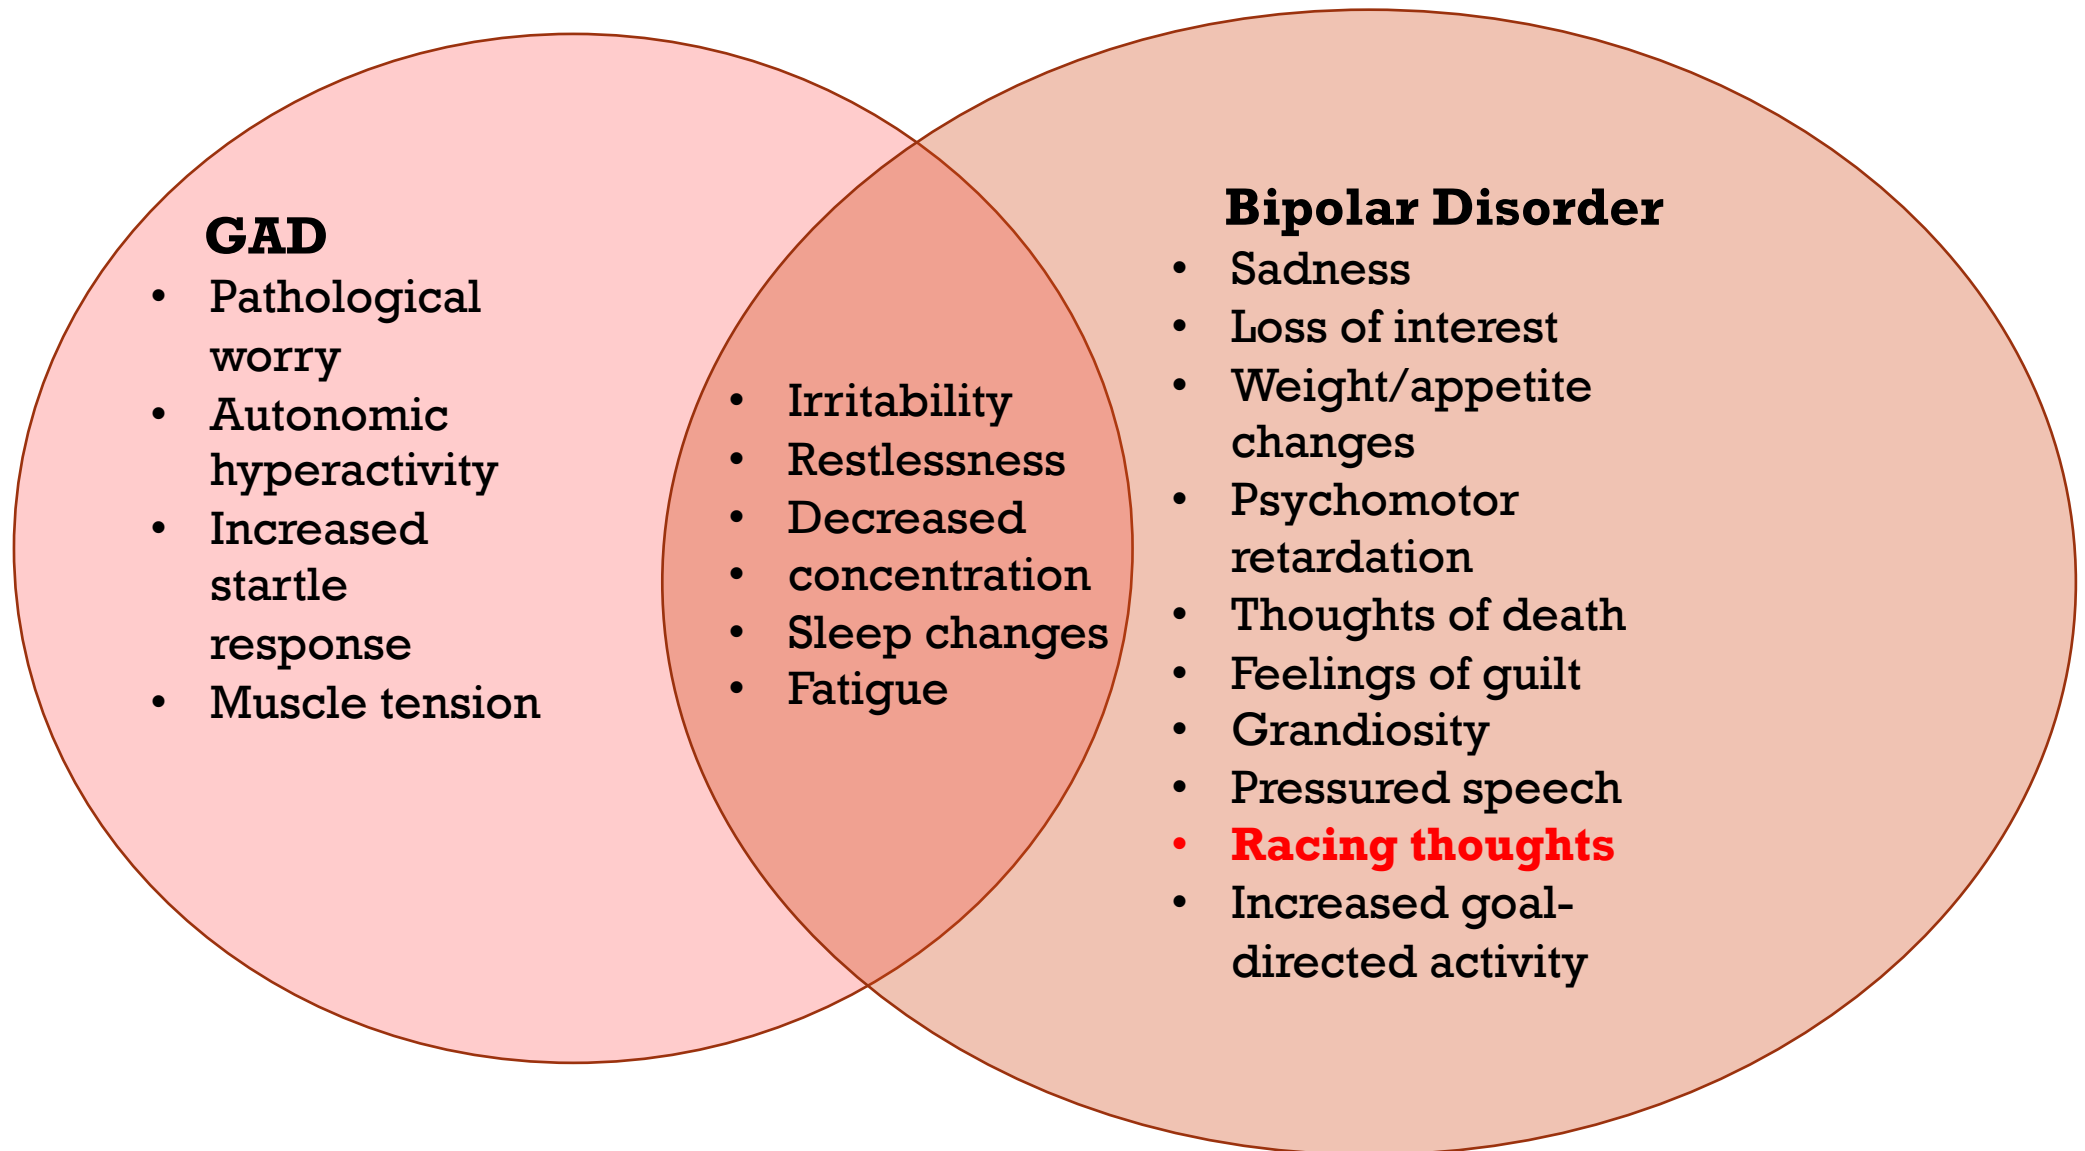 GAD
• Pathological
worry
• Autonomic
hyperactivity
• Increased
startle
response
• Muscle tension
• Irritability
• Restlessness
• Decreased
• concentration
• Sleep changes
• Fatigue
Bipolar Disorder
• Sadness
• Loss of interest
• Weight/appetite
changes
• Psychomotor
retardation
• Thoughts of death
• Feelings of guilt
• Grandiosity
• Pressured speech
• Racing thoughts
• Increased goal-
directed activity